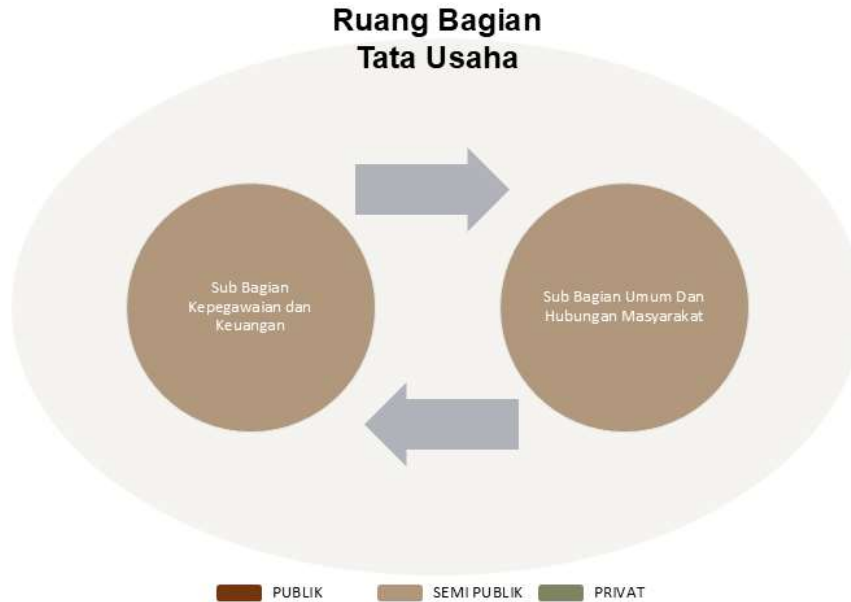 Ruang Bagian
Tata Usaha
Sub Bagian
Kepegawaian dan
Keuangan
Sub Bagian Umum Dan
Hubungan Masyarakat
PUBLIK
SEMI PUBLIK
PRIVAT